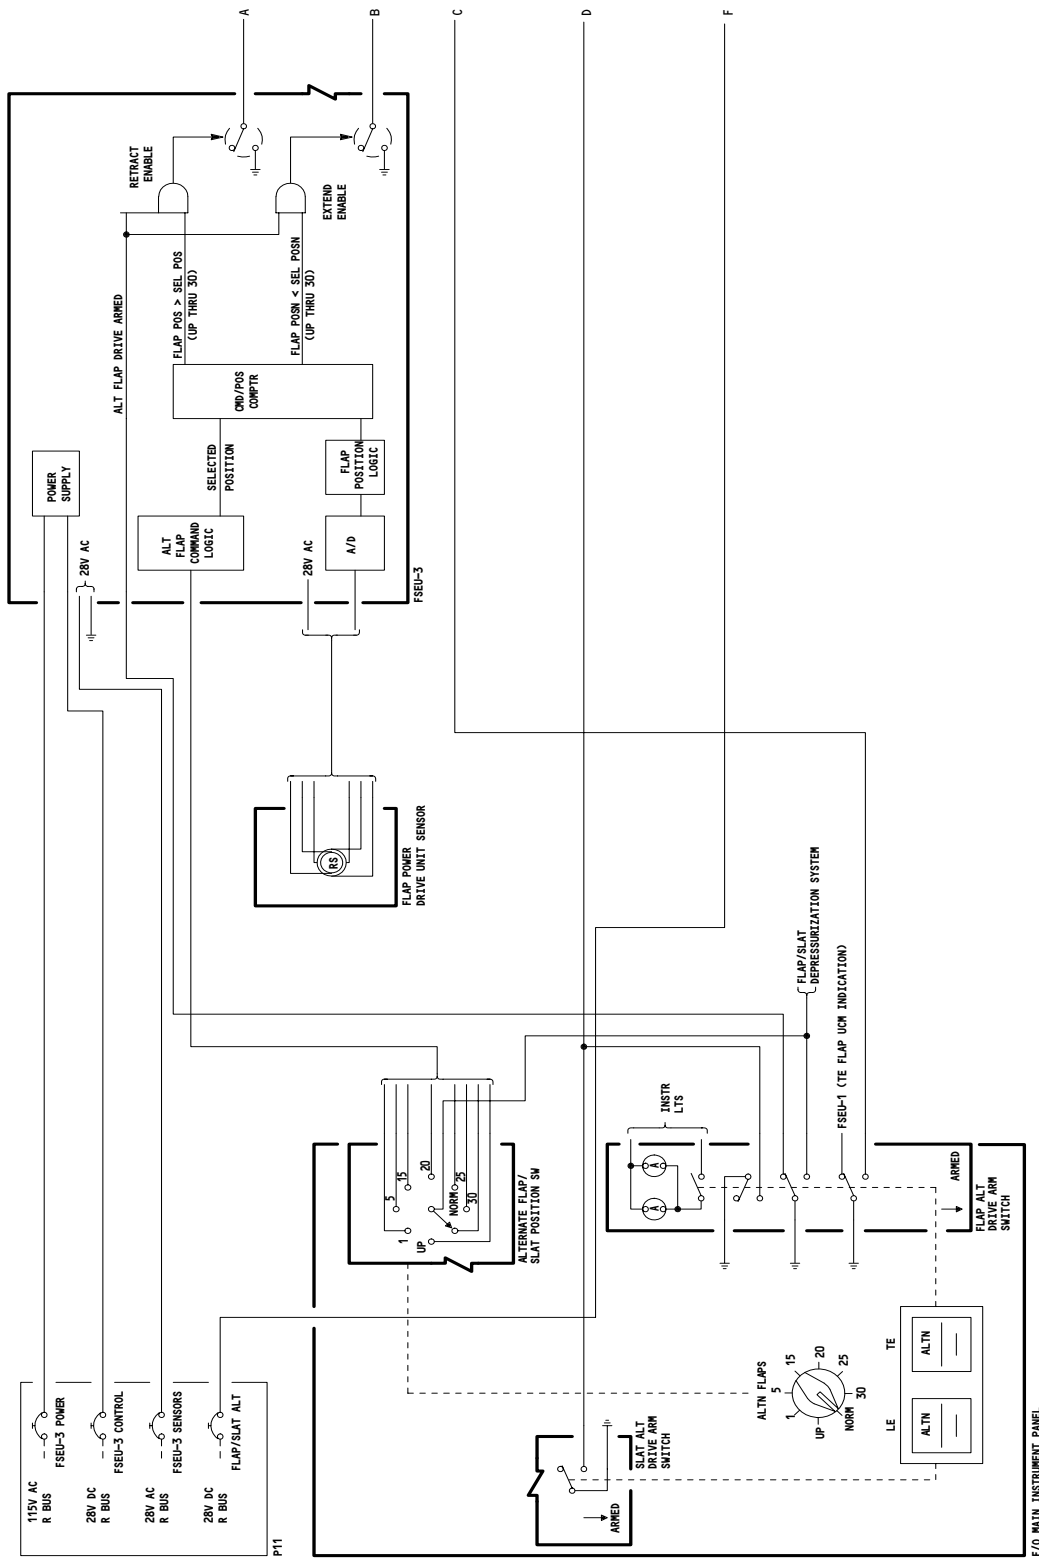 A
B
C
D
F
RETRACT
ENABLE
EXTEND
ENABLE
ALT FLAP DRIVE ARMED
FLAP POS > SEL POS
(UP THRU 30)
FLAP POSN < SEL POSN
(UP THRU 30)
CMD/POS
COMPTR
POWER
SUPPLY
SELECTED
POSITION
FLAP
POSITION
LOGIC
28V AC
ALT
FLAP
COMMAND
LOGIC
28V AC
A/D
FSEU-3
RS
FLAP POWER
DRIVE UNIT SENSOR
FLAP/SLAT
DEPRESSURIZATION SYSTEM
FSEU-1 (TE FLAP UCM INDICATION)
INSTR
LTS
A
A
ARMED
FLAP ALT
DRIVE ARM
SWITCH
5
15
20
1
UP
NORM
25
30
ALTERNATE FLAP/
SLAT POSITION SW
115V AC
R BUS
FSEU-3 POWER
28V DC
R BUS
FSEU-3 CONTROL
28V AC
R BUS
FSEU-3 SENSORS
28V DC
R BUS
FLAP/SLAT ALT
P11
ALTN FLAPS
UP
1
5
15
20
25
30
NORM
SLAT ALT
DRIVE ARM
SWITCH
ARMED
LE
TE
ALTN
ALTN
F/O MAIN INSTRUMENT PANEL